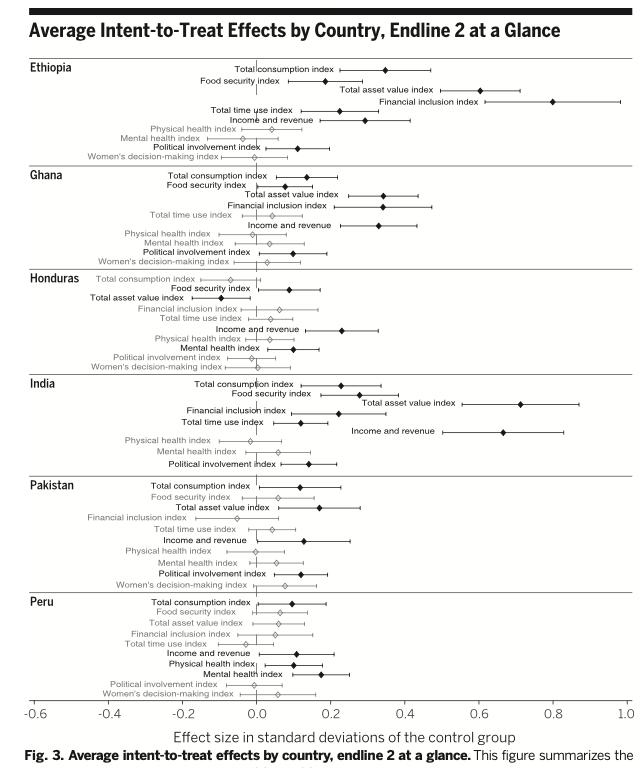 Average Intent-to-Treat Effects by Country, Endline 2 at a Glance
Ethiopia
Total consumption index
Food security index
Total asset value index
Financial inclusion index
Total time use index
Income and revenue
Physical health index
Mental health index
Political involvement index
Women's decision-making index
Ghana
Total consumption index
Food security index
Total asset value index
Financial inclusion index
Total time use index
Income and revenue
Physical health index
Mental health index
Political involvement index
Women's decision-making index
Honduras
Total consumption index
Food security index
Total asset value index
Financial inclusion index
Total time use index
Income and revenue
Physical health index
Mental health index
Political involvement index
Women's decision-making index
India
Total consumption index
Food security index
Total asset value index
Financial inclusion index
Total time use index
Income and revenue
Physical health index
Mental health index
Political involvement index
Pakistan
Total consumption index
Food security index
Total asset value index
Financial inclusion index
Total time use index
Income and revenue
Physical health index
Mental health index
Political involvement index
Women's decision-making index
Peru
Total consumption index
Food security index
Total asset value index
Financial inclusion index
Total time use index
Income and revenue
Physical health index
Mental health index
Political involvement index
Women's decision-making index
-0.6 -0.4 -0.2 0.0 0.2 0.4 0.6 0.8 1.0
Effect size in standard deviations of the control group
Fig. 3. Average intent-to-treat effects by country, endline 2 at a glance. This figure summarizes the